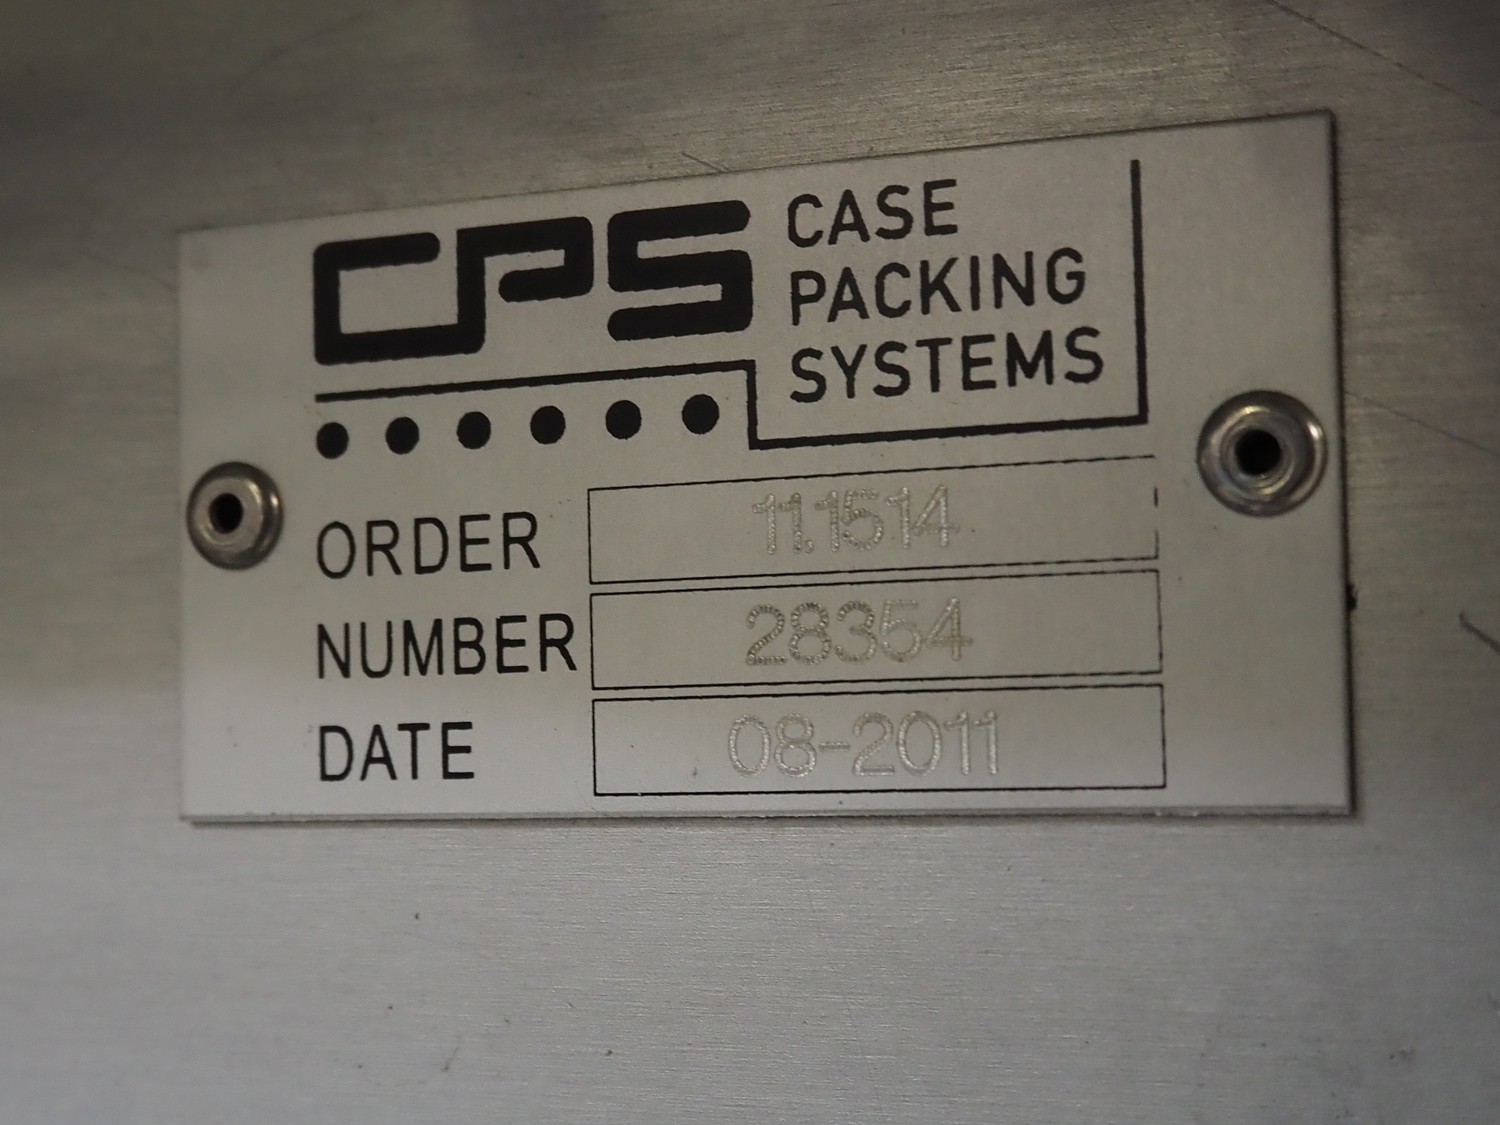 CPS
CASE
PACKING
SYSTEMS
ORDER 11.1514
NUMBER 28354
DATE 08-2011